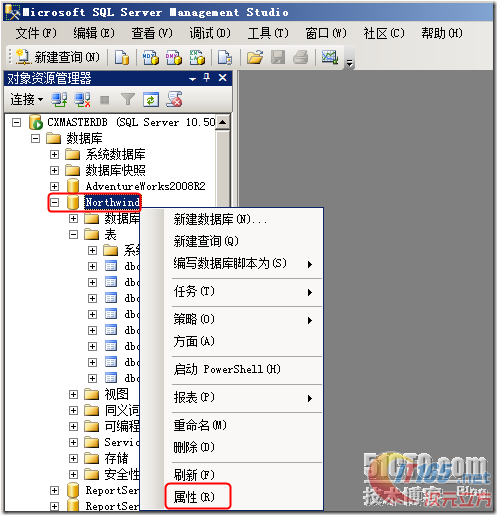 Microsoft SQL Server Management Studio
文件(F) 编辑(E) 查看(V) 调试(D) 工具(T) 窗口(W) 社区(C) 帮助(H)
新建查询(N)
对象资源管理器
连接
CXMASTERDB (SQL Server 10.50
数据库
系统数据库
数据库快照
AdventureWorks2008R2
Northwind
新建数据库(N)...
数据库
新建查询(Q)
表
编写数据库脚本为(S)
系
dbo
任务(T)
dbo
dbo
策略(O)
dbo
方面(A)
dbo
启动 PowerShell(H)
dbo
dbo
视图
报表(P)
同义词
可编程
重命名(M)
Servi
删除(D)
存储
安全性
刷新(F)
ReportSer
属性(R)
ReportSer
51CTO.com
技术博客 Blog